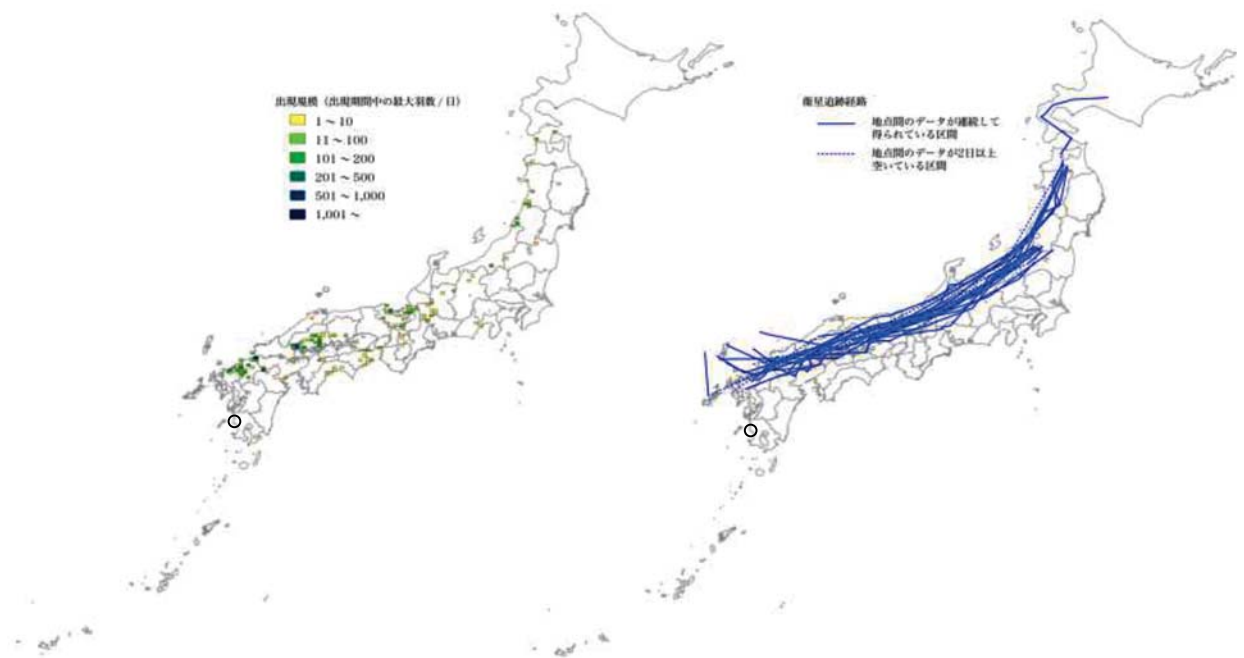 出現規模（出現期間中の最大羽数 / 日）
1 ～ 10
11 ～ 100
101 ～ 200
201 ～ 500
501 ～ 1,000
1,001 ～
衛星追跡経路
地点間のデータが連続して
得られている区間
地点間のデータが2日以上
空いている区間